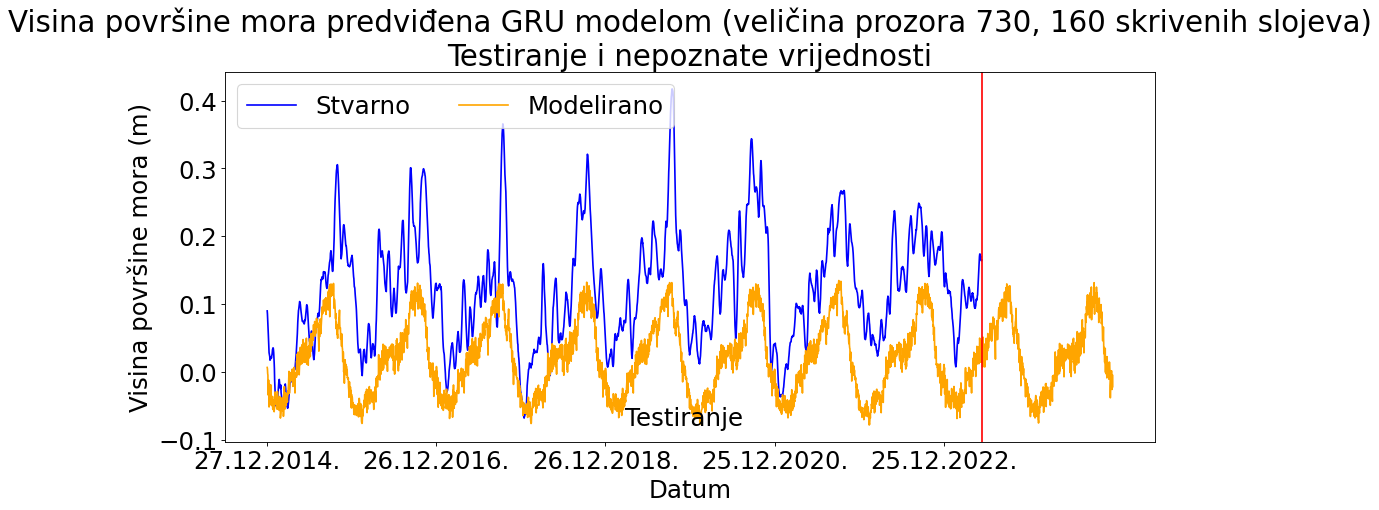 Visina površine mora predviđena GRU modelom (veličina prozora 730, 160 skrivenih slojeva)
Testiranje i nepoznate vrijednosti
Stvarno Modelirano
Visina površine mora (m)
0.4
0.3
0.2
0.1
0.0
−0.1
Testiranje
27.12.2014. 26.12.2016. 26.12.2018. 25.12.2020. 25.12.2022.
Datum